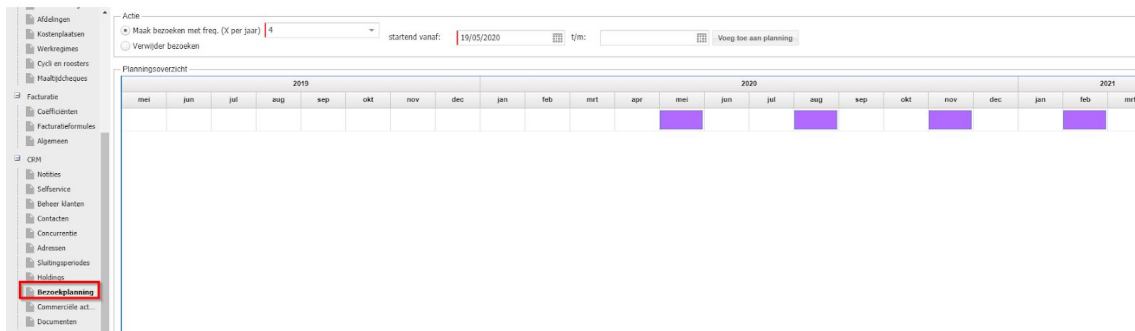 Afdelingen
Kostenplaatsen
Werkregimes
Cycli en roosters
Maaltijdcheques
Facturatie
Coëfficiënten
Facturatieformules
Algemeen
CRM
Notities
Selfservice
Beheer klanten
Contacten
Concurrentie
Adressen
Sluitingsperiodes
Holdings
Bezoekplanning
Commerciële act...
Documenten
Actie
Maak bezoeken met freq. (X per jaar) 4 startend vanaf: 19/05/2020 t/m: Voeg toe aan planning
Verwijder bezoeken
Planningsoverzicht
2019 2020 2021
mei jun jul aug sep okt nov dec jan feb mrt apr mei jun jul aug sep okt nov dec jan feb mrt